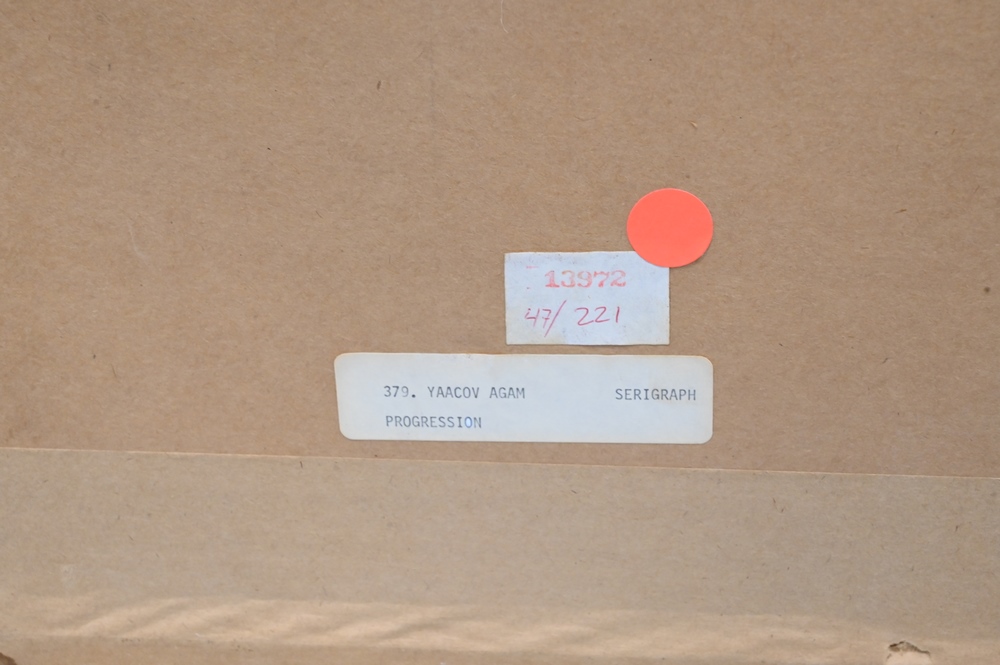 13972
47/ 221
379. YAACOV AGAM SERIGRAPH
PROGRESSION